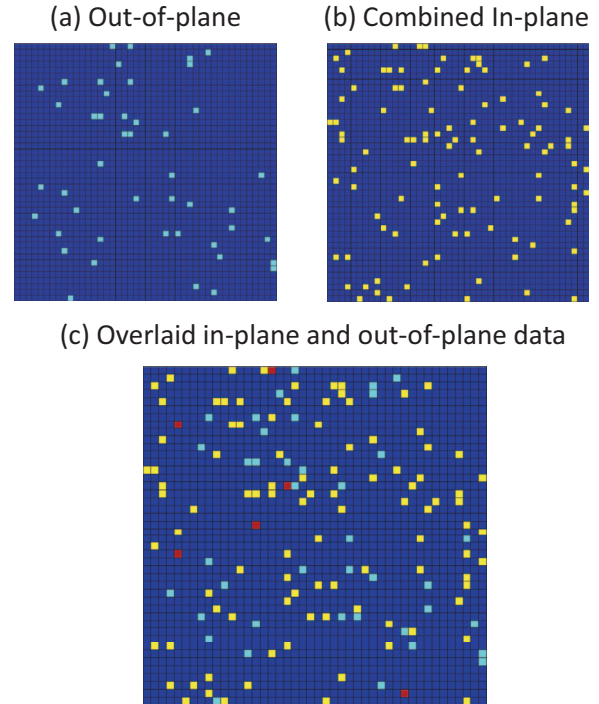 (a) Out-of-plane
(b) Combined In-plane
(c) Overlaid in-plane and out-of-plane data